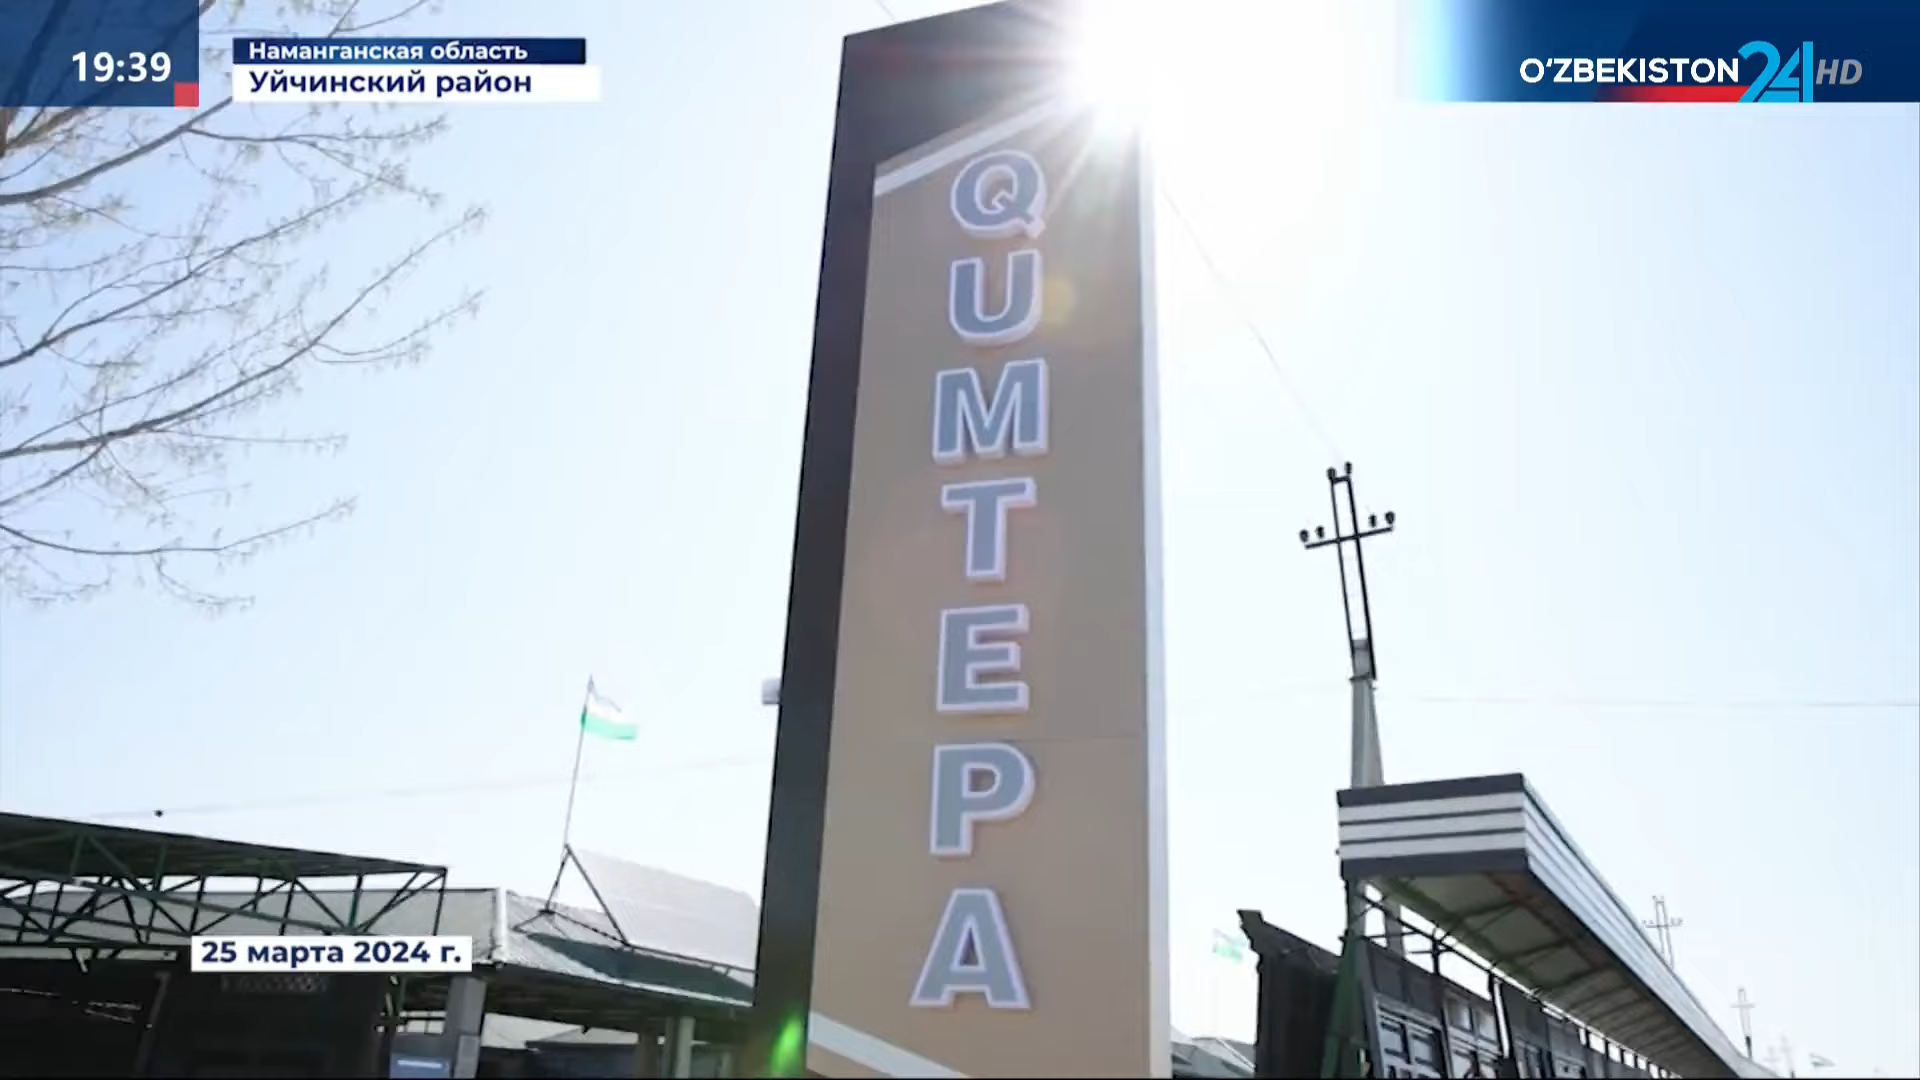 19:39
Наманганская область
Уйчинский район
O‘ZBEKISTON 24 HD
QUMTEPA
25 марта 2024 г.